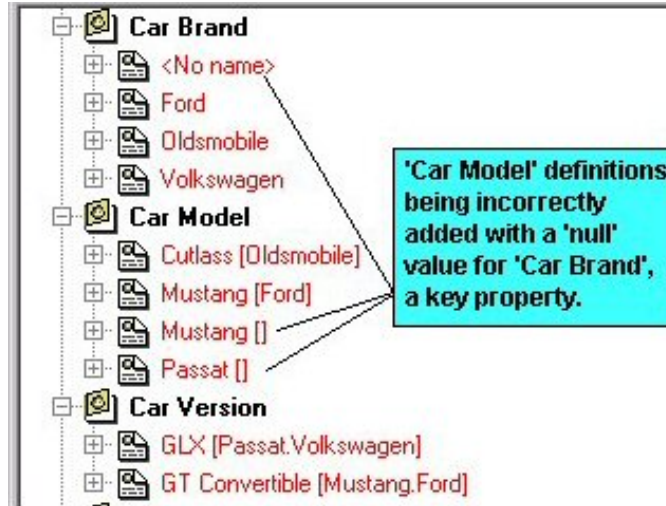 Car Brand
<No name>
Ford
Oldsmobile
Volkswagen
Car Model
Cutlass [Oldsmobile]
Mustang [Ford]
Mustang []
Passat []
Car Version
GLX [Passat.Volkswagen]
GT Convertible [Mustang.Ford]
'Car Model' definitions
being incorrectly
added with a 'null'
value for 'Car Brand',
a key property.